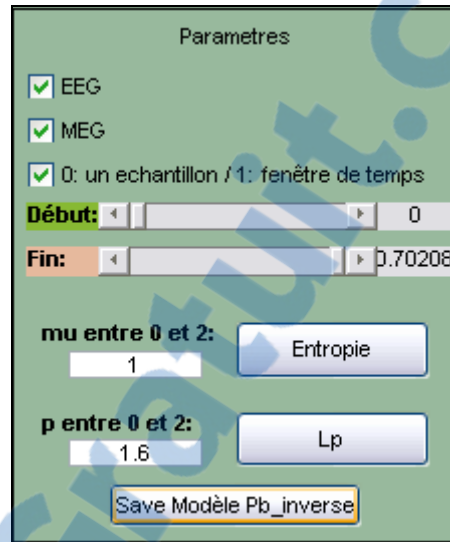 Parametres
EEG
MEG
0: un echantillon / 1: fenêtre de temps
Début: 0
Fin: 0.70208
mu entre 0 et 2:
1
Entropie
p entre 0 et 2:
1.6
Lp
Save Modèle Pb_inverse